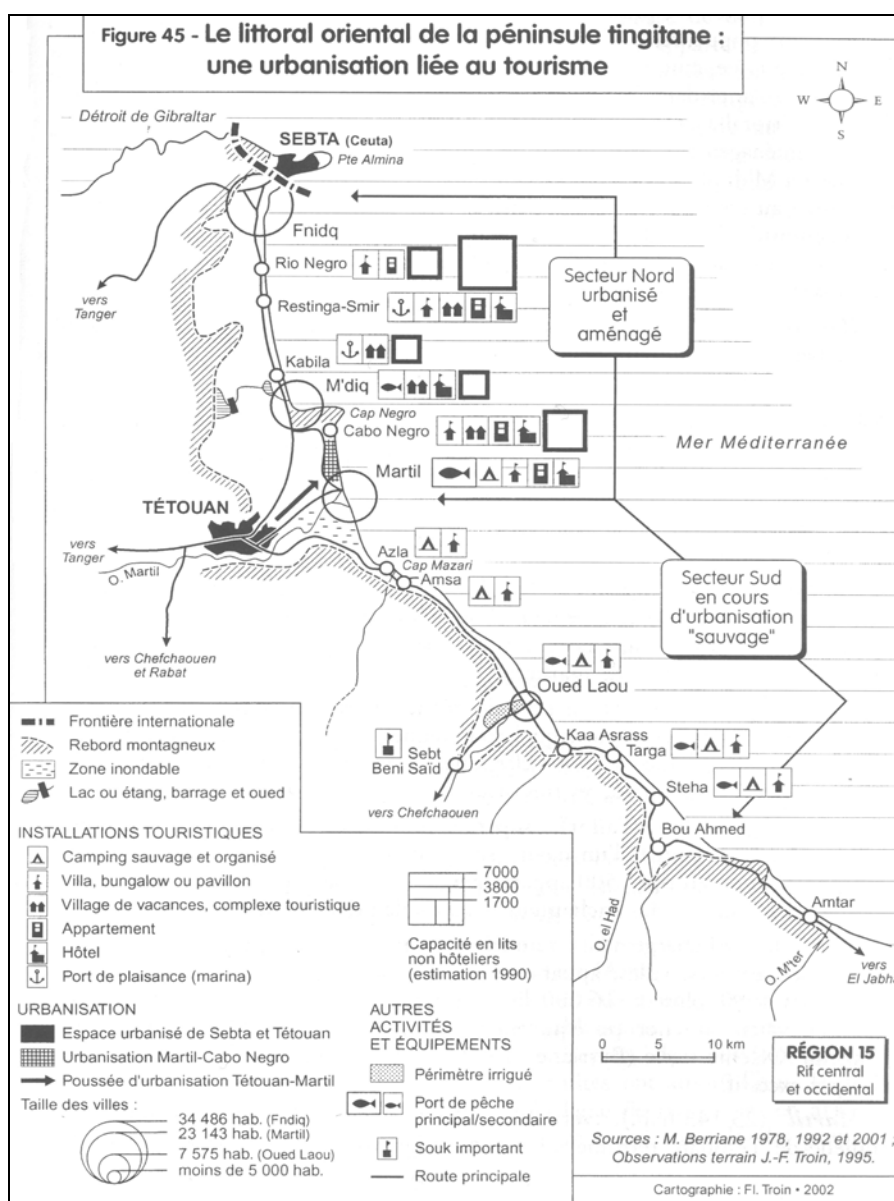 Figure 45 - Le littoral oriental de la péninsule tingitane :
une urbanisation liée au tourisme
N
W
E
S
Détroit de Gibraltar
SEBTA (Ceuta)
Pte Almina
Fnidq
vers
Tanger
Rio Negro
Restinga-Smir
Kabila
M'diq
Cap Negro
Cabo Negro
Martil
Secteur Nord
urbanisé
et
aménagé
Mer Méditerranée
TÉTOUAN
vers
Tanger
O. Martil
vers Chefchaouen
et Rabat
Azla
Cap Mazari
Amsa
Secteur Sud
en cours
d'urbanisation
"sauvage"
Oued Laou
Kaa Asrass
Targa
Sebt
Beni Saïd
vers Chefchaouen
Steha
Bou Ahmed
Amtar
O. el Had
O. M'ter
vers
El Jabha
Frontière internationale
Rebord montagneux
Zone inondable
Lac ou étang, barrage et oued
INSTALLATIONS TOURISTIQUES
Camping sauvage et organisé
Villa, bungalow ou pavillon
Village de vacances, complexe touristique
Appartement
Hôtel
Port de plaisance (marina)
7000
3800
1700
Capacité en lits
non hôteliers
(estimation 1990)
URBANISATION
Espace urbanisé de Sebta et Tétouan
Urbanisation Martil-Cabo Negro
Poussée d'urbanisation Tétouan-Martil
Taille des villes :
34 486 hab. (Fndiq)
23 143 hab. (Martil)
7 575 hab. (Oued Laou)
moins de 5 000 hab.
AUTRES
ACTIVITÉS
ET ÉQUIPEMENTS
Périmètre irrigué
Port de pêche
principal/secondaire
Souk important
Route principale
0 5 10 km
RÉGION 15
Rif central
et occidental
Sources : M. Berriane 1978, 1992 et 2001 ;
Observations terrain J.-F. Troin, 1995.
Cartographie : Fl. Troin • 2002